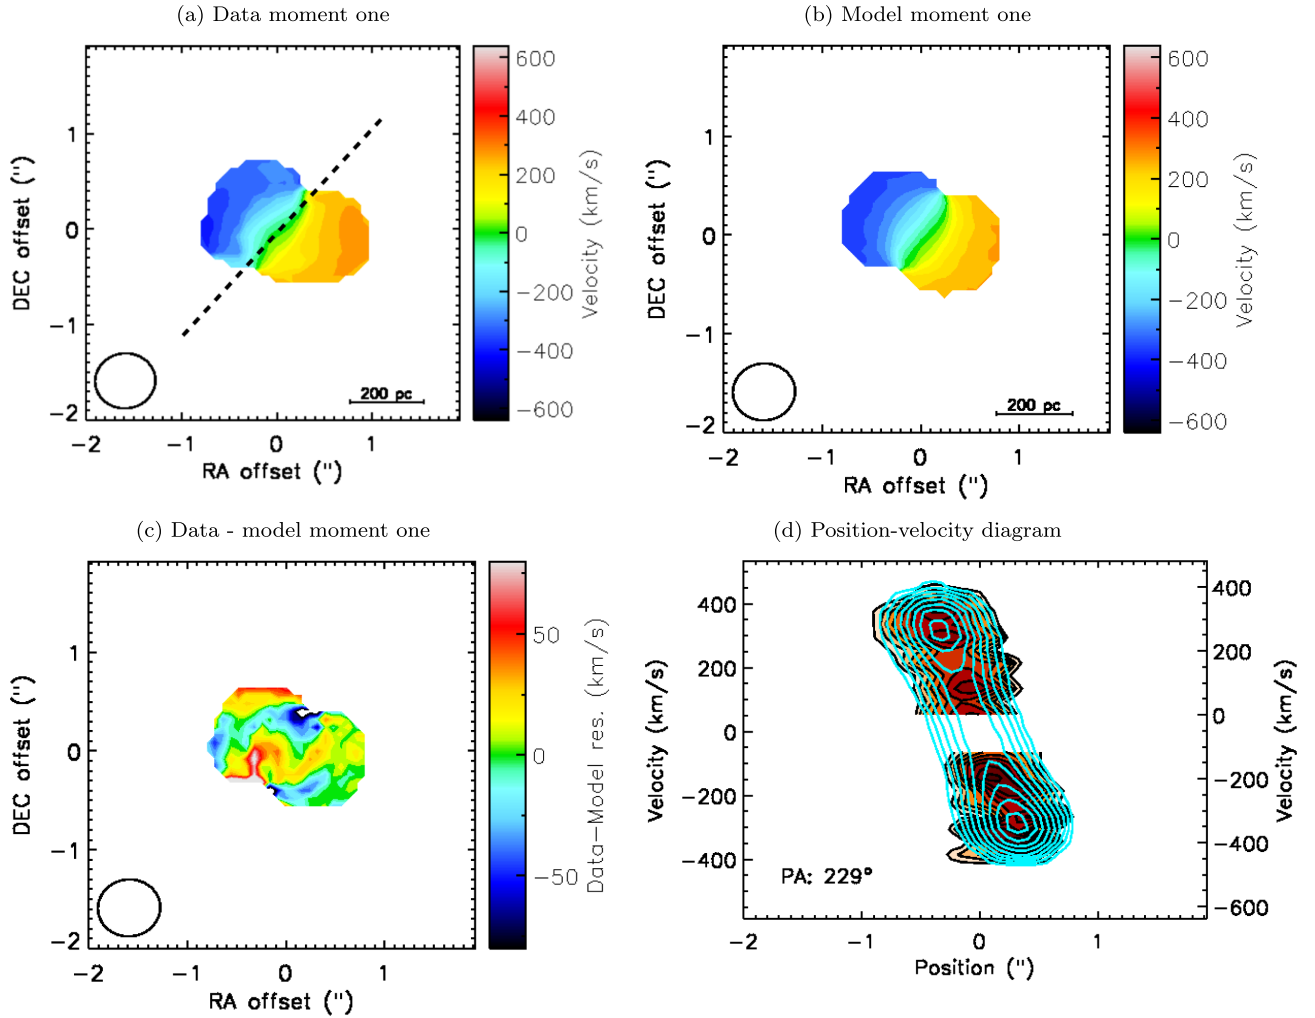 (a) Data moment one
1
0
−1
−2
−2 −1 0 1
DEC offset ('')
RA offset ('')
200 pc
600
400
200
0
−200
−400
−600
Velocity (km/s)
(b) Model moment one
1
0
−1
−2
−2 −1 0 1
DEC offset ('')
RA offset ('')
200 pc
600
400
200
0
−200
−400
−600
Velocity (km/s)
(c) Data - model moment one
1
0
−1
−2
−2 −1 0 1
DEC offset ('')
RA offset ('')
50
0
−50
Data−Model res. (km/s)
(d) Position-velocity diagram
400
200
0
−200
−400
Velocity (km/s)
PA: 229°
−2 −1 0 1
Position ('')
400
200
0
−200
−400
−600
Velocity (km/s)